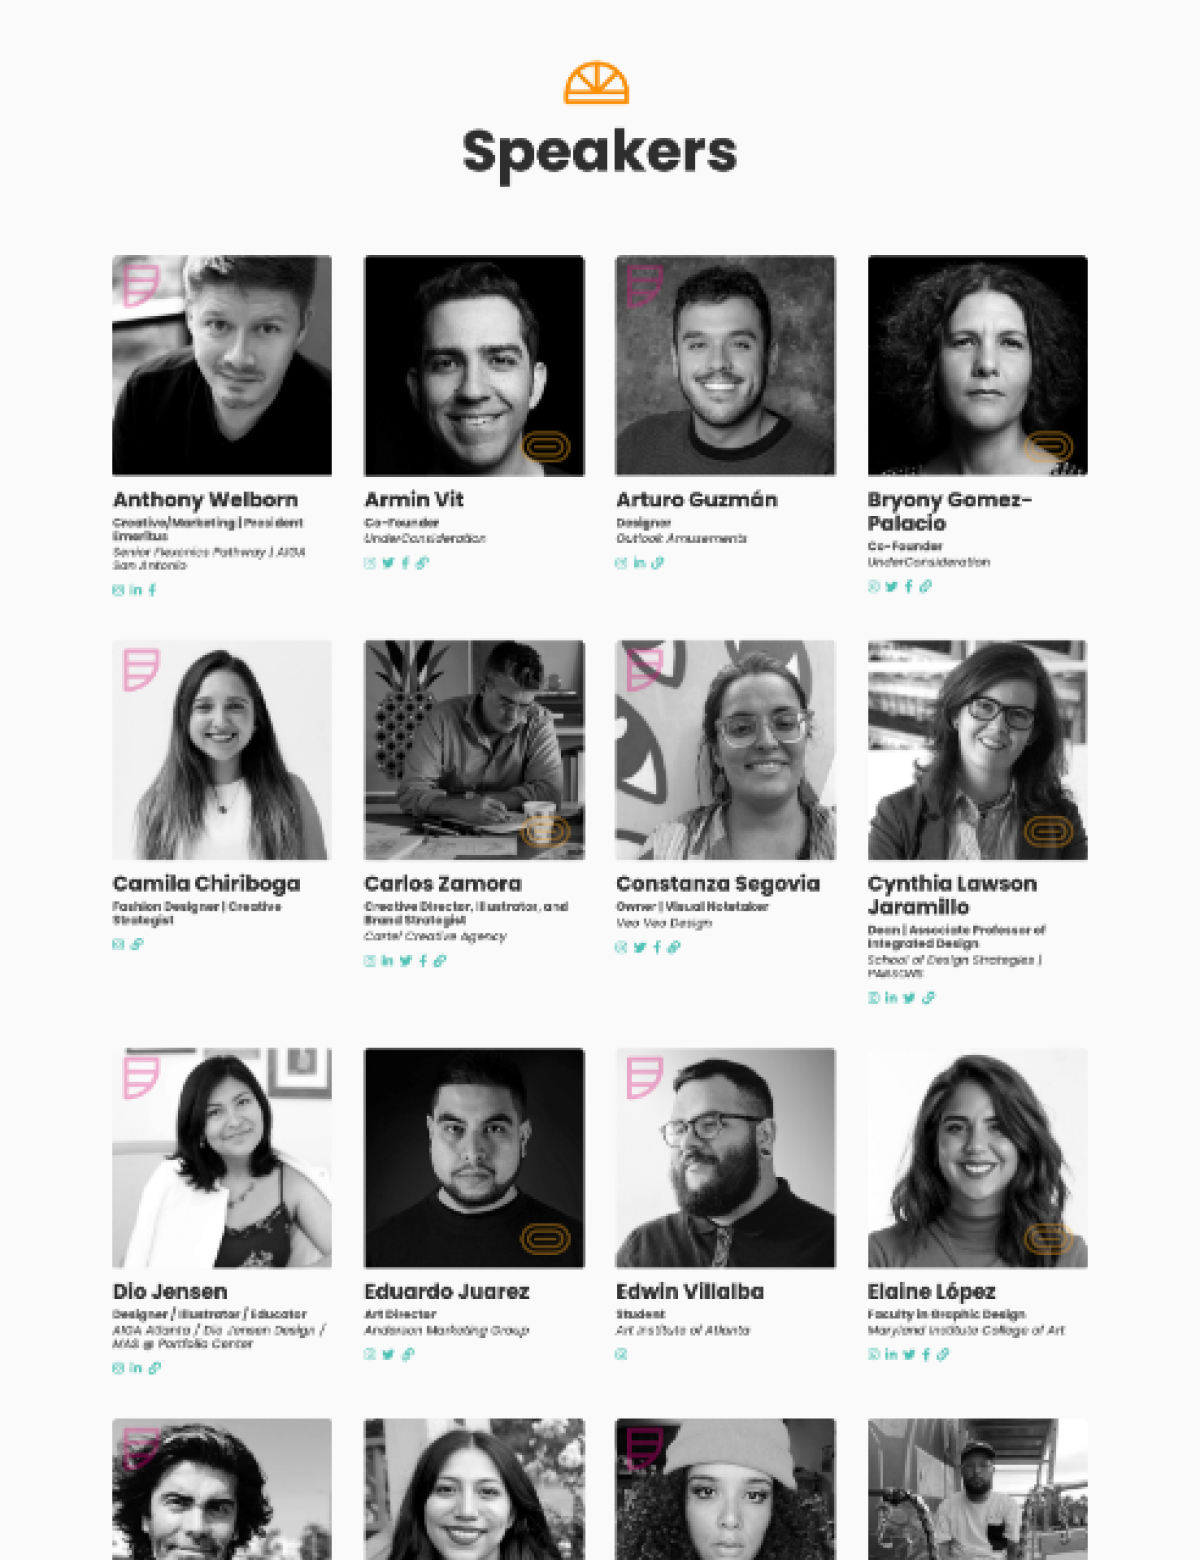 Speakers
Anthony Welborn
Creative/Marketing | President
Emeritus
Senior Flexonics Pathway | AIGA
San Antonio
Armin Vit
Co-Founder
UnderConsideration
Arturo Guzmán
Designer
Outlook Amusements
Bryony Gomez-
Palacio
Co-Founder
UnderConsideration
Camila Chiriboga
Fashion Designer | Creative
Strategist
Carlos Zamora
Creative Director, Illustrator, and
Brand Strategist
Cartel Creative Agency
Constanza Segovia
Owner | Visual Notetaker
Veo Veo Design
Cynthia Lawson
Jaramillo
Dean | Associate Professor of
Integrated Design
School of Design Strategies |
PARSONS
Dio Jensen
Designer / Illustrator / Educator
AIGA Atlanta / Dio Jensen Design /
MAS @ Portfolio Center
Eduardo Juarez
Art Director
Anderson Marketing Group
Edwin Villalba
Student
Art Institute of Atlanta
Elaine López
Faculty in Graphic Design
Maryland Institute College of Art